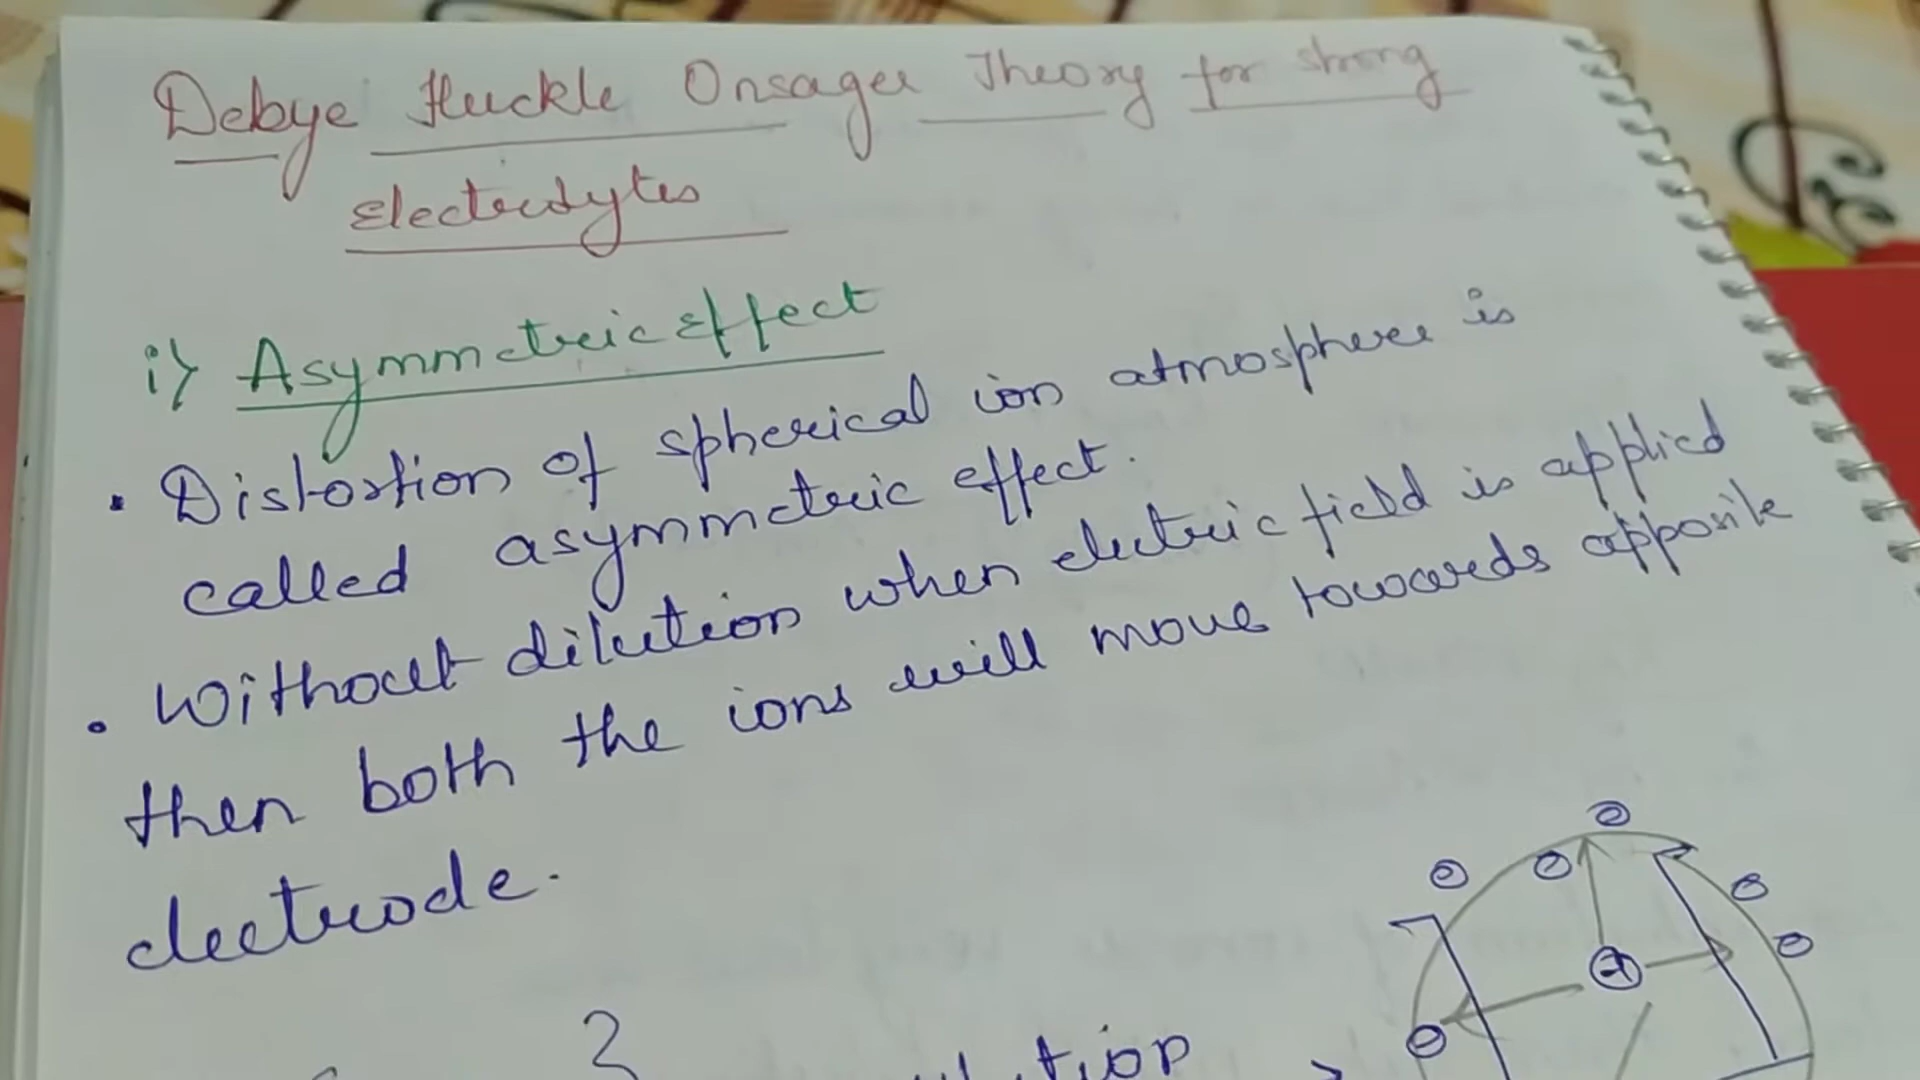 Debye Huckle Onsager Theory for strong
Electrolytes
i) Asymmetric Effect
• Distortion of spherical ion atmosphere is
called asymmetric effect.
• Without dilution when electric field is applied
then both the ions will move towards opposite
electrode.